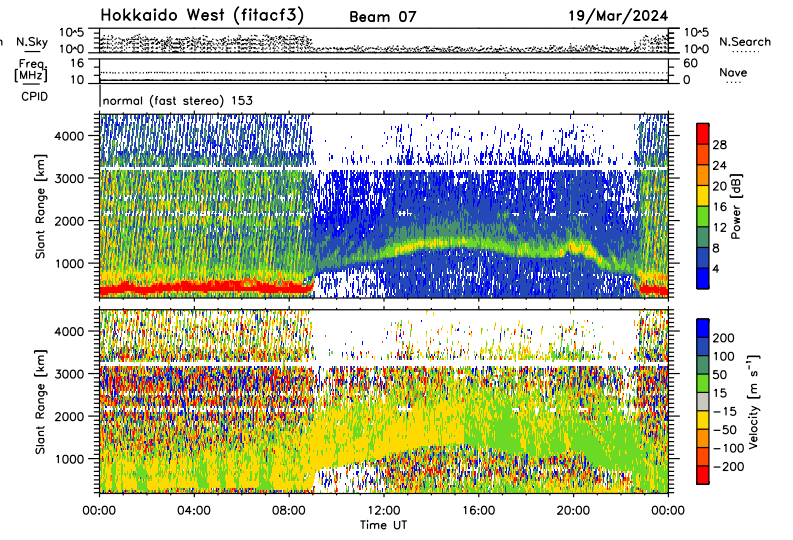 Hokkaido West (fitacf3) Beam 07 19/Mar/2024
n N.Sky 10^5 10^0 10^5 10^0 N.Search
Freq. [MHz] 16 10 60 0 Nave
CPID normal (fast stereo) 153
Slant Range [km]
4000
3000
2000
1000
28
24
20
16
12
8
4
Power [dB]
Slant Range [km]
4000
3000
2000
1000
200
100
50
15
-15
-50
-100
-200
Velocity [m s⁻¹]
00:00 04:00 08:00 12:00 16:00 20:00 00:00
Time UT